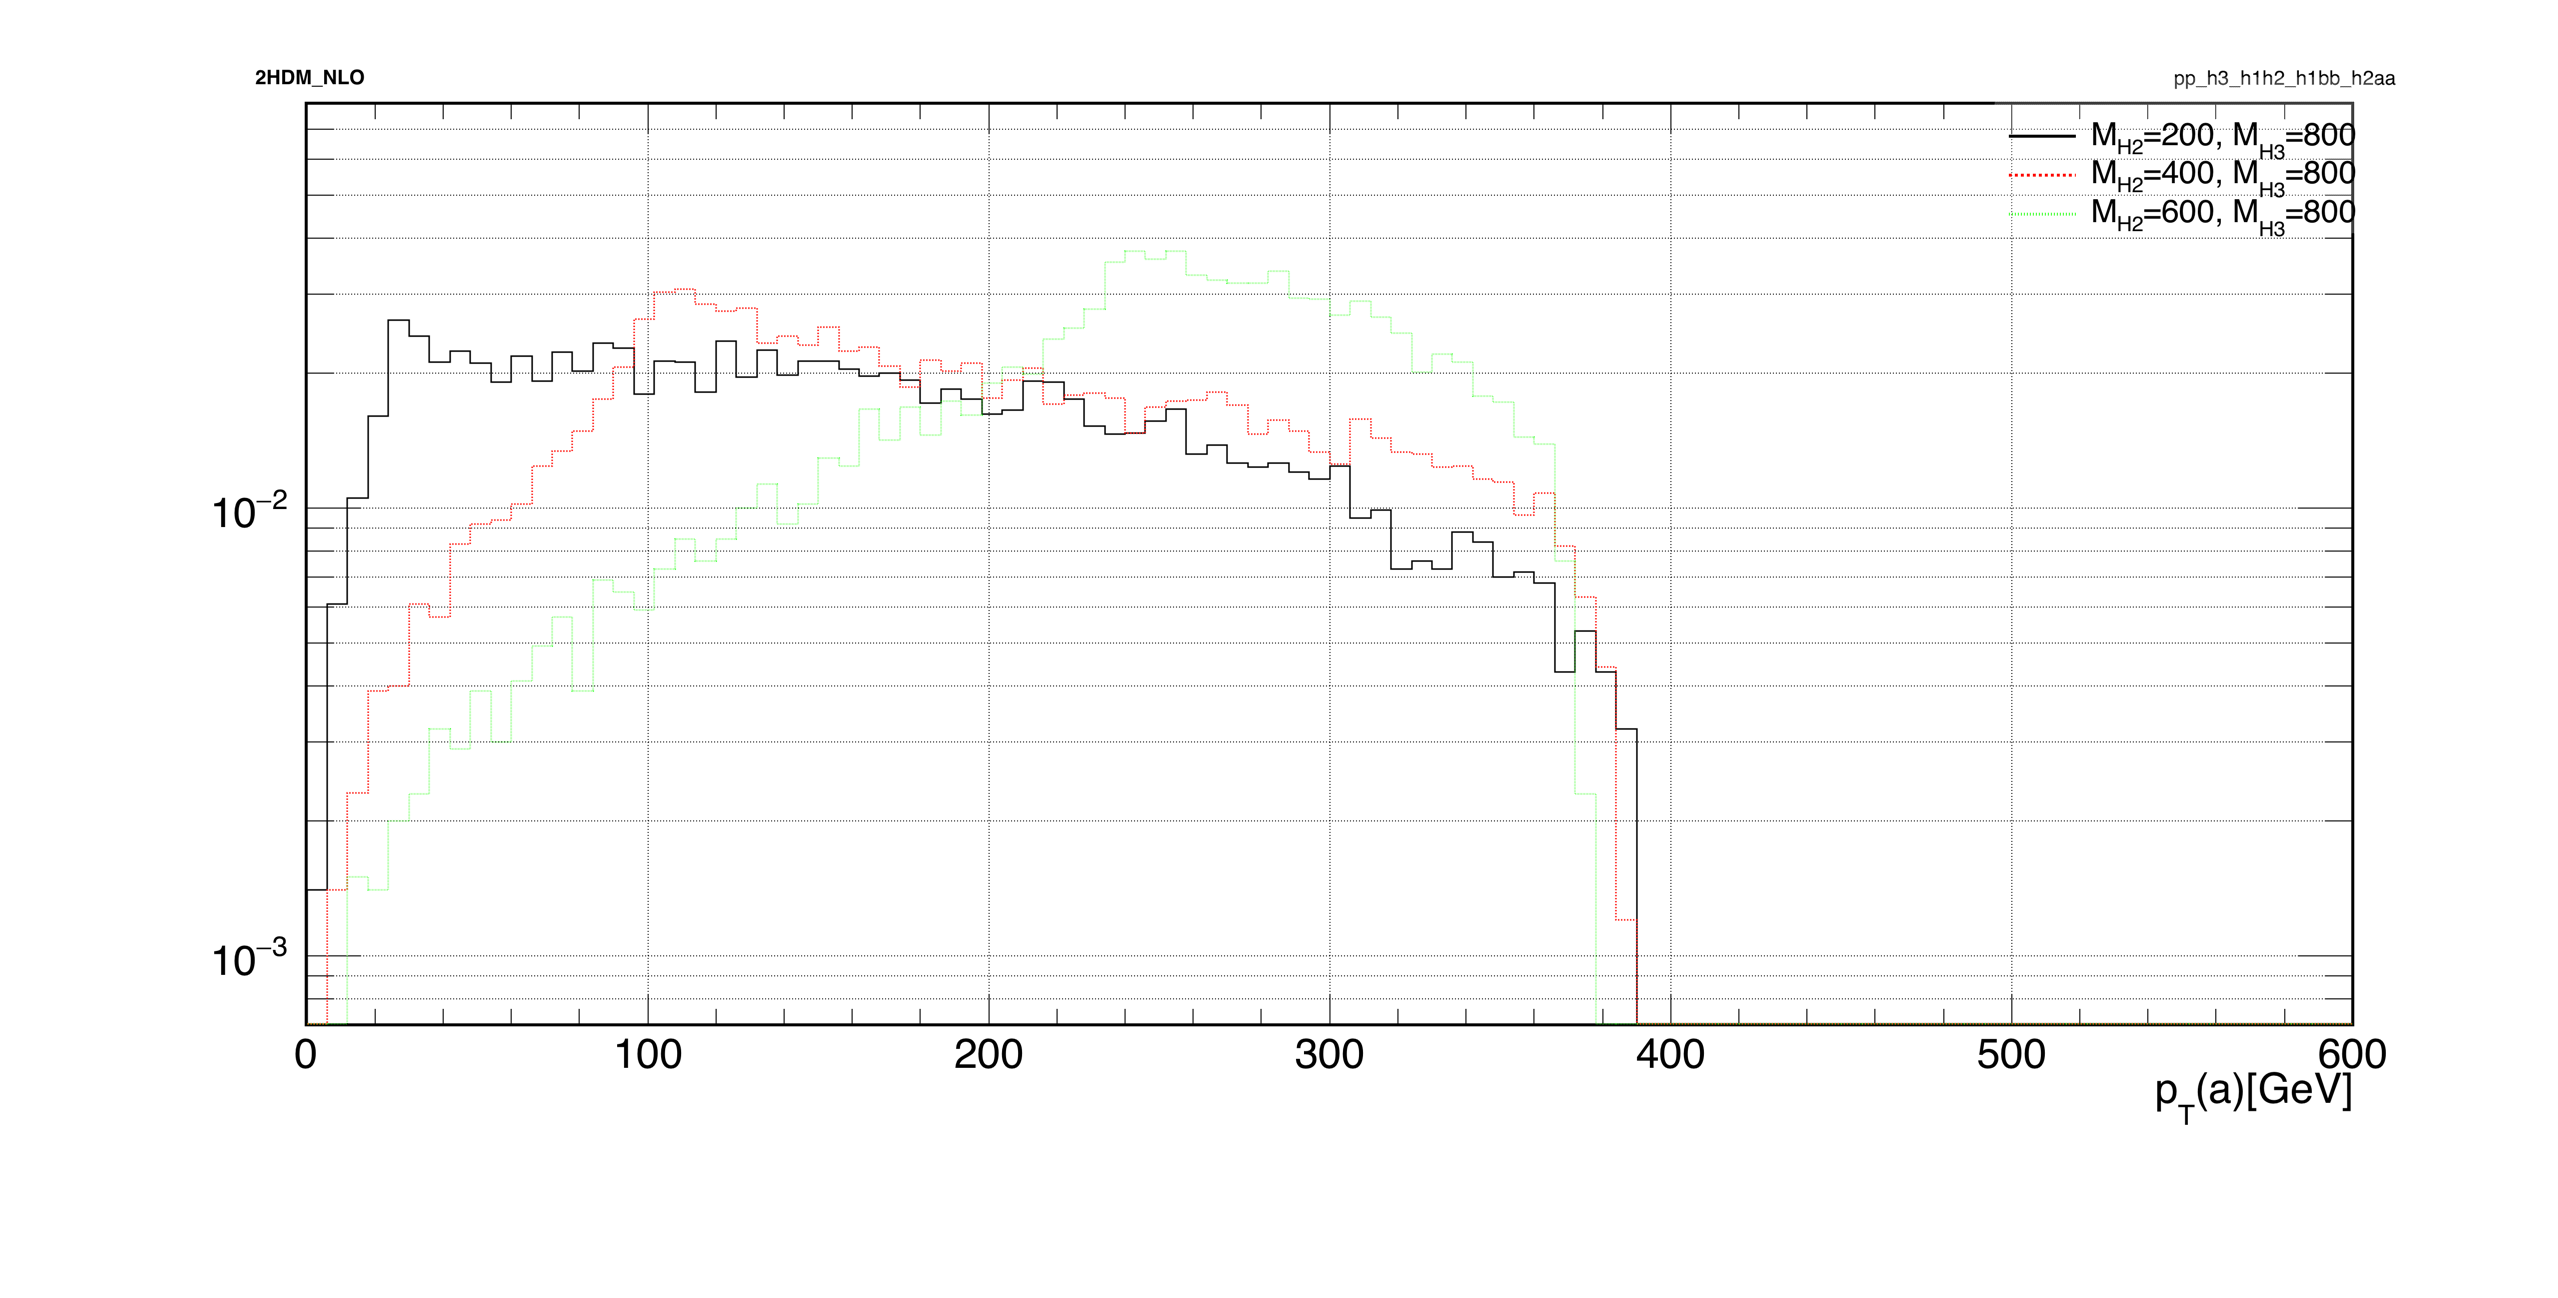 2HDM_NLO
pp_h3_h1h2_h1bb_h2aa
M_H2=200, M_H3=800
M_H2=400, M_H3=800
M_H2=600, M_H3=800
10⁻²
10⁻³
0 100 200 300 400 500 600
p_T(a)[GeV]